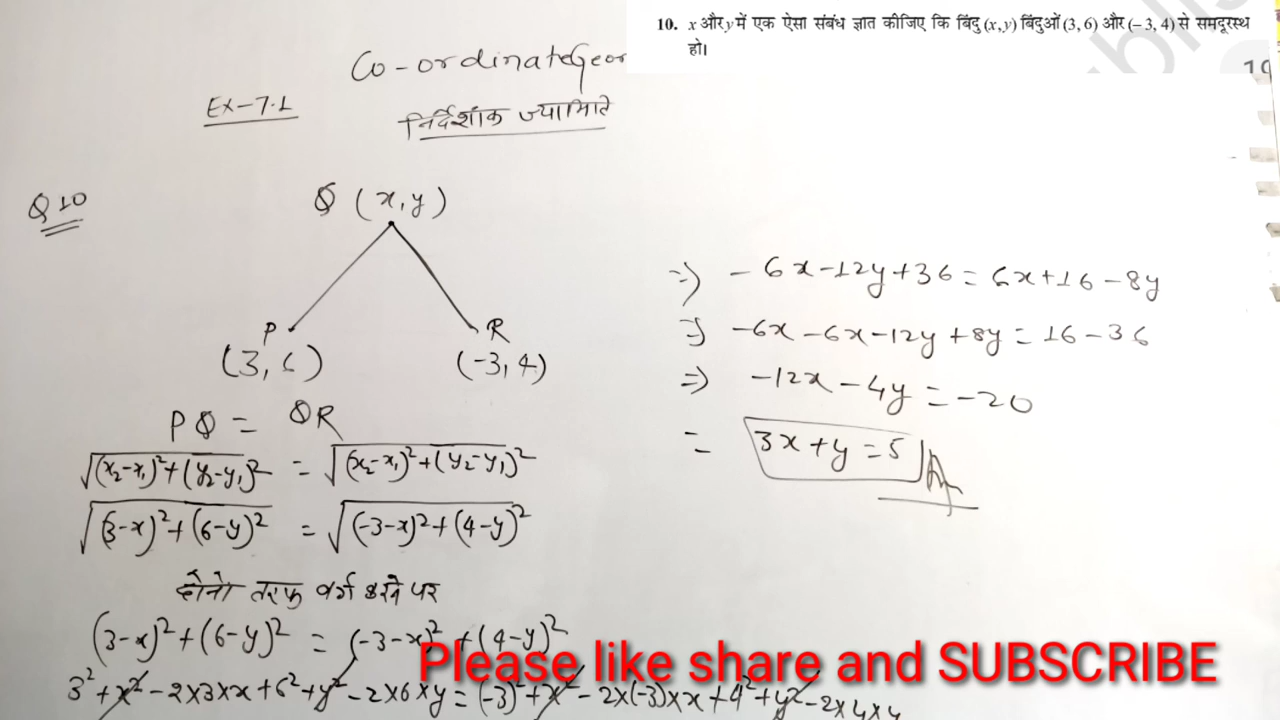 10. x और y में एक ऐसा संबंध ज्ञात कीजिए कि बिंदु (x, y) बिंदुओं (3, 6) और (– 3, 4) से समदूरस्थ
हो।
Co-ordinate Geor
Ex-7.1
निर्देशांक ज्यामिति
Q 10
Q (x, y)
P
R
(3, 6)
(-3, 4)
PQ = QR
√(x₂-x₁)²+(y₂-y₁)² = √(x₂-x₁)²+(y₂-y₁)²
√(3-x)²+(6-y)² = √(-3-x)²+(4-y)²
दोनो तरफ वर्ग करने पर
(3-x)²+(6-y)² = (-3-x)²+(4-y)²
3²+x²-2×3×x+6²+y²-2×6×y = (-3)²+x²-2×(-3)×x+4²+y²-2×4×y
=> -6x-12y+36 = 6x+16-8y
=> -6x-6x-12y+8y = 16-36
=> -12x-4y = -20
= 3x+y=5
Please like share and SUBSCRIBE